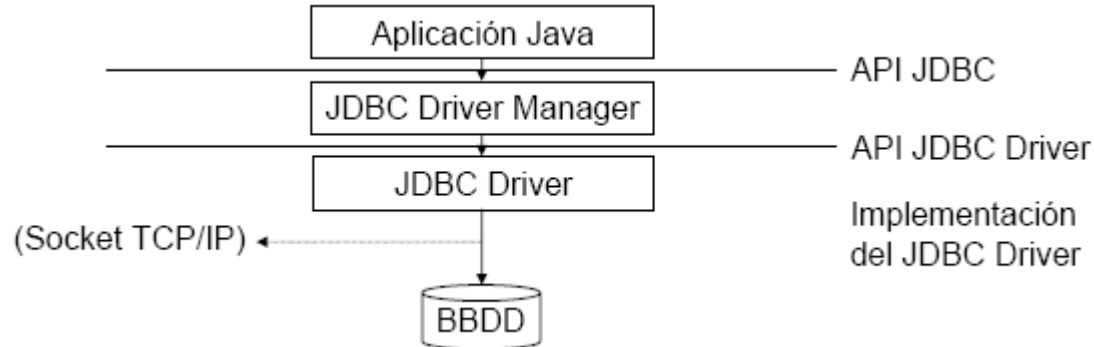 Aplicación Java
API JDBC
JDBC Driver Manager
API JDBC Driver
JDBC Driver
Implementación
del JDBC Driver
(Socket TCP/IP)
BBDD